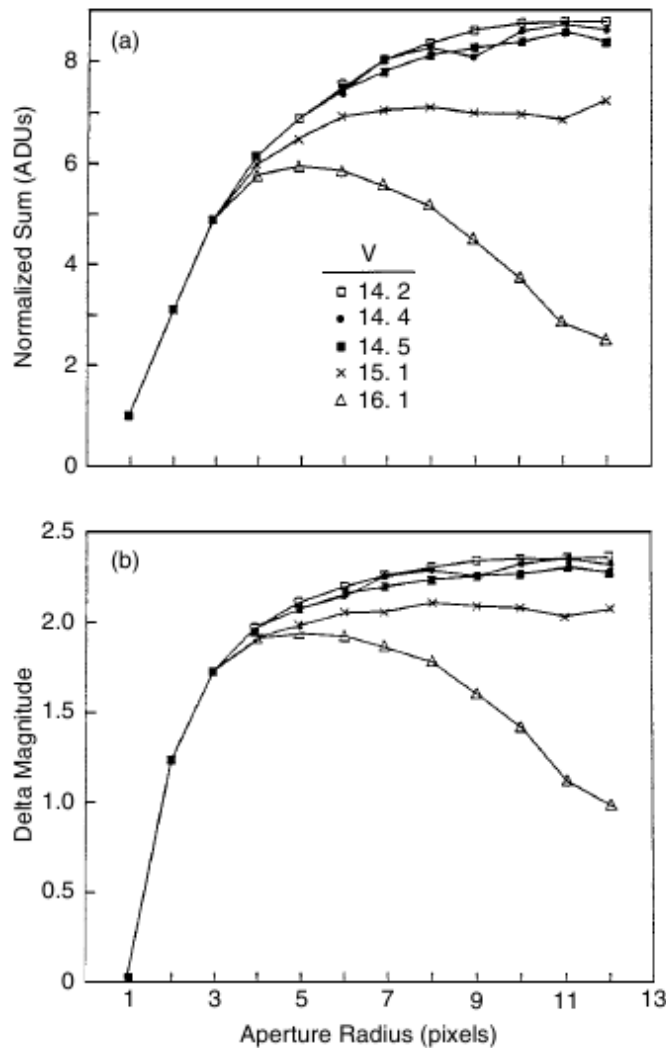 (a)
8
6
4
2
0
Normalized Sum (ADUs)
V
14. 2
14. 4
14. 5
15. 1
16. 1
(b)
2.5
2.0
1.5
1.0
0.5
0
Delta Magnitude
1 3 5 7 9 11 13
Aperture Radius (pixels)